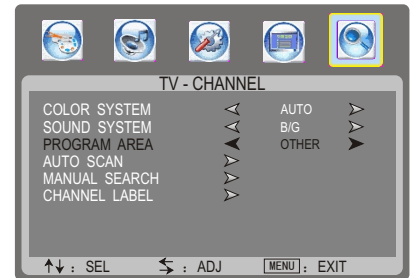 TV - CHANNEL
COLOR SYSTEM AUTO
SOUND SYSTEM B/G
PROGRAM AREA OTHER
AUTO SCAN
MANUAL SEARCH
CHANNEL LABEL
: SEL : ADJ MENU : EXIT